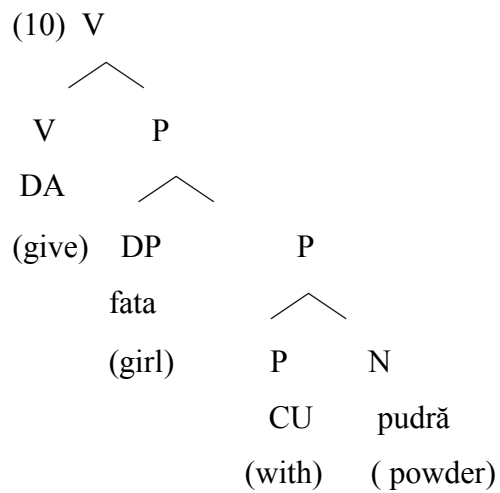 (10) V
V P
DA
(give) DP P
fata
(girl) P N
CU pudră
(with) ( powder)